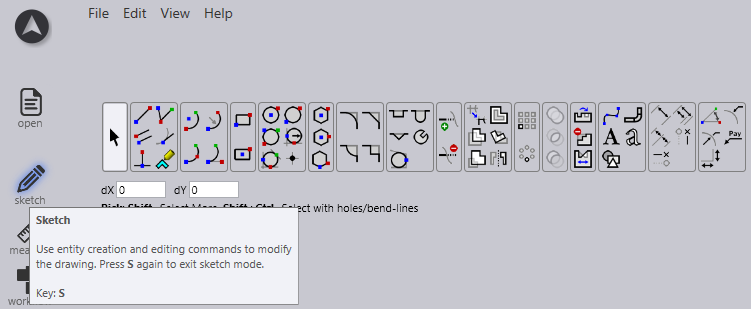 File Edit View Help
open
A a Pay
sketch
dX 0 dY 0
Shift Select More Shift Ctrl Select with holes/bend-lines
Sketch
Use entity creation and editing commands to modify
the drawing. Press S again to exit sketch mode.
Key: S
mea
work